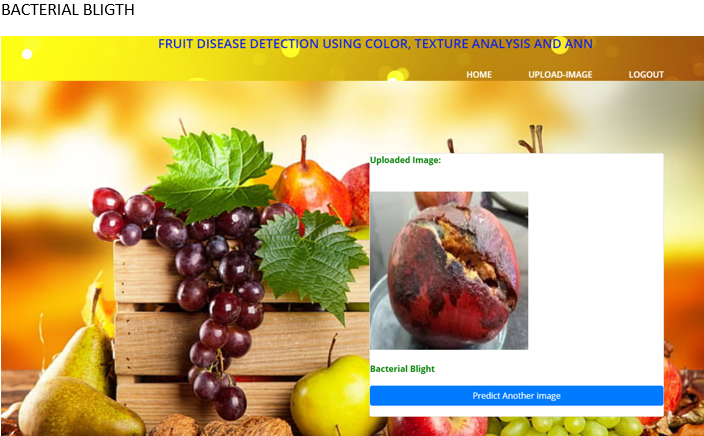 BACTERIAL BLIGTH
FRUIT DISEASE DETECTION USING COLOR, TEXTURE ANALYSIS AND ANN
HOME UPLOAD-IMAGE LOGOUT
Uploaded Image:
Bacterial Blight
Predict Another image